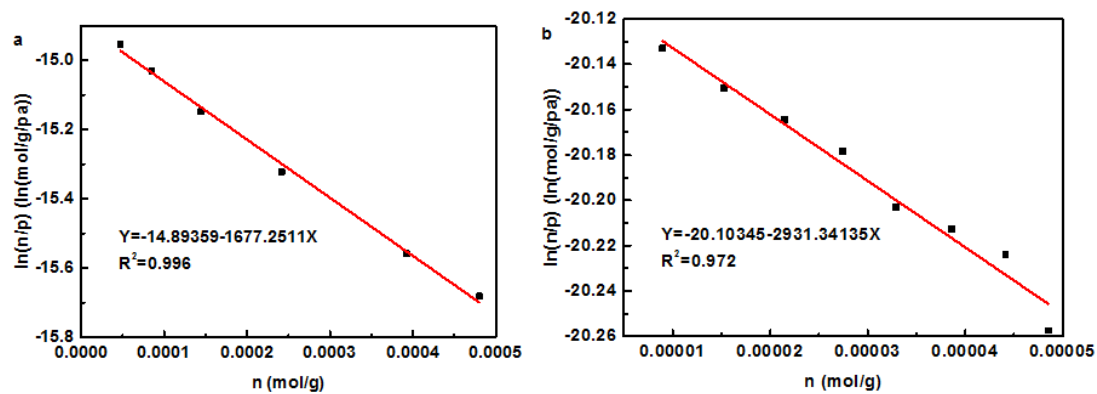 a
ln(n/p) (ln(mol/g/pa))
-15.0
-15.2
-15.4
-15.6
-15.8
Y=-14.89359-1677.2511X
R²=0.996
0.0000 0.0001 0.0002 0.0003 0.0004 0.0005
n (mol/g)
b
ln(n/p) (ln(mol/g/pa))
-20.12
-20.14
-20.16
-20.18
-20.20
-20.22
-20.24
-20.26
Y=-20.10345-2931.34135X
R²=0.972
0.00001 0.00002 0.00003 0.00004 0.00005
n (mol/g)